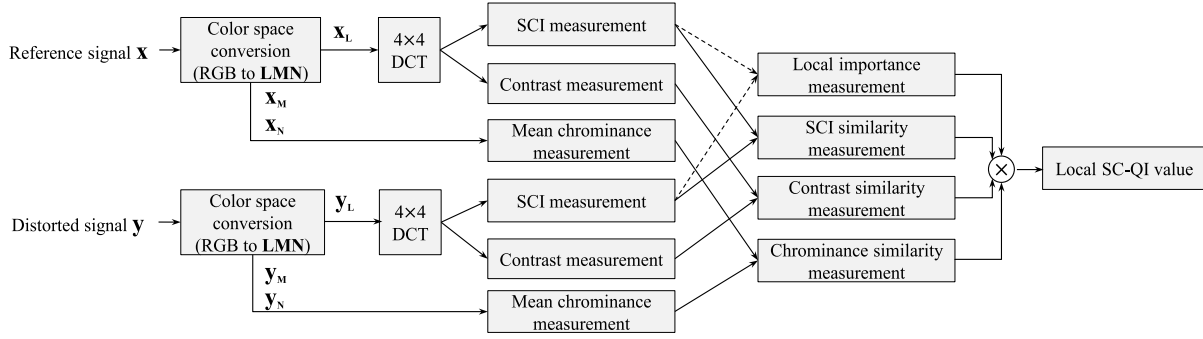 Reference signal x
Color space
conversion
(RGB to LMN)
x_L
x_M
x_N
4×4
DCT
SCI measurement
Contrast measurement
Mean chrominance
measurement
Distorted signal y
Color space
conversion
(RGB to LMN)
y_L
y_M
y_N
4×4
DCT
SCI measurement
Contrast measurement
Mean chrominance
measurement
Local importance
measurement
SCI similarity
measurement
Contrast similarity
measurement
Chrominance similarity
measurement
×
Local SC-QI value